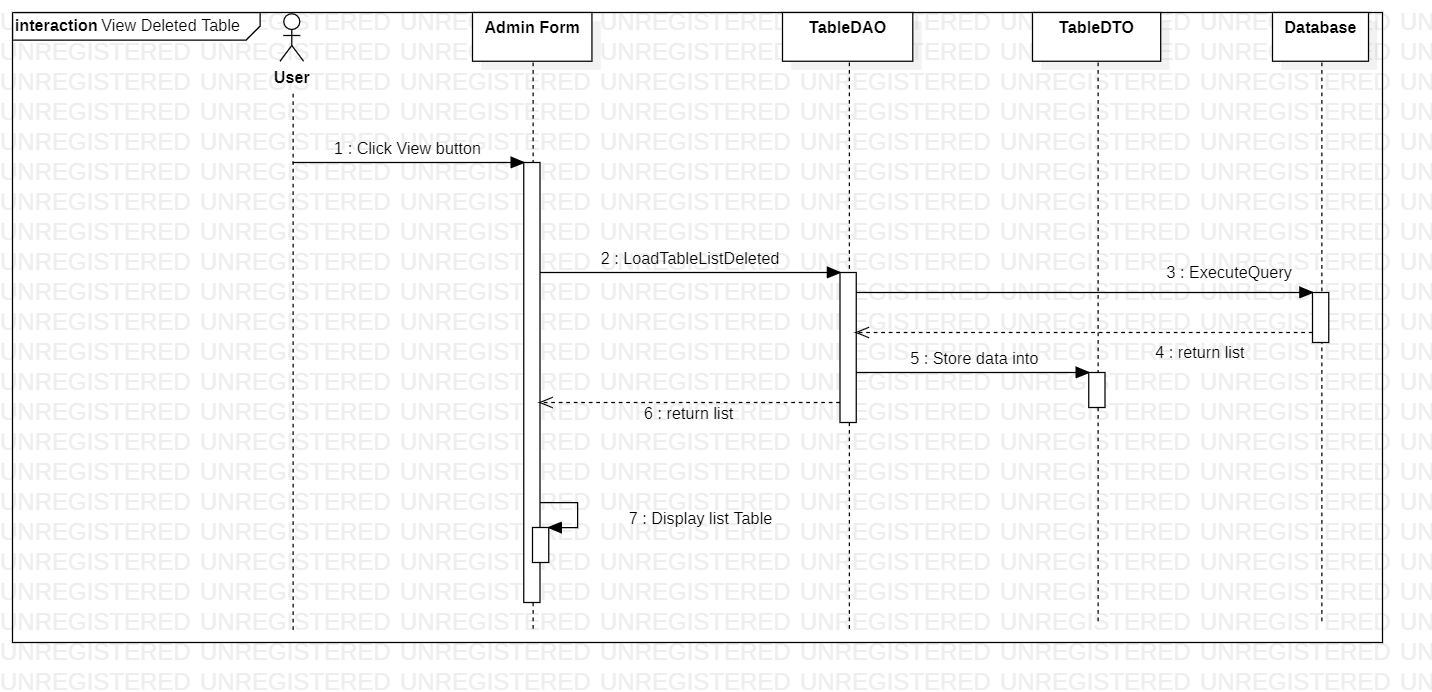 interaction View Deleted Table
User
Admin Form
TableDAO
TableDTO
Database
1 : Click View button
2 : LoadTableListDeleted
3 : ExecuteQuery
4 : return list
5 : Store data into
6 : return list
7 : Display list Table
UNREGISTERED